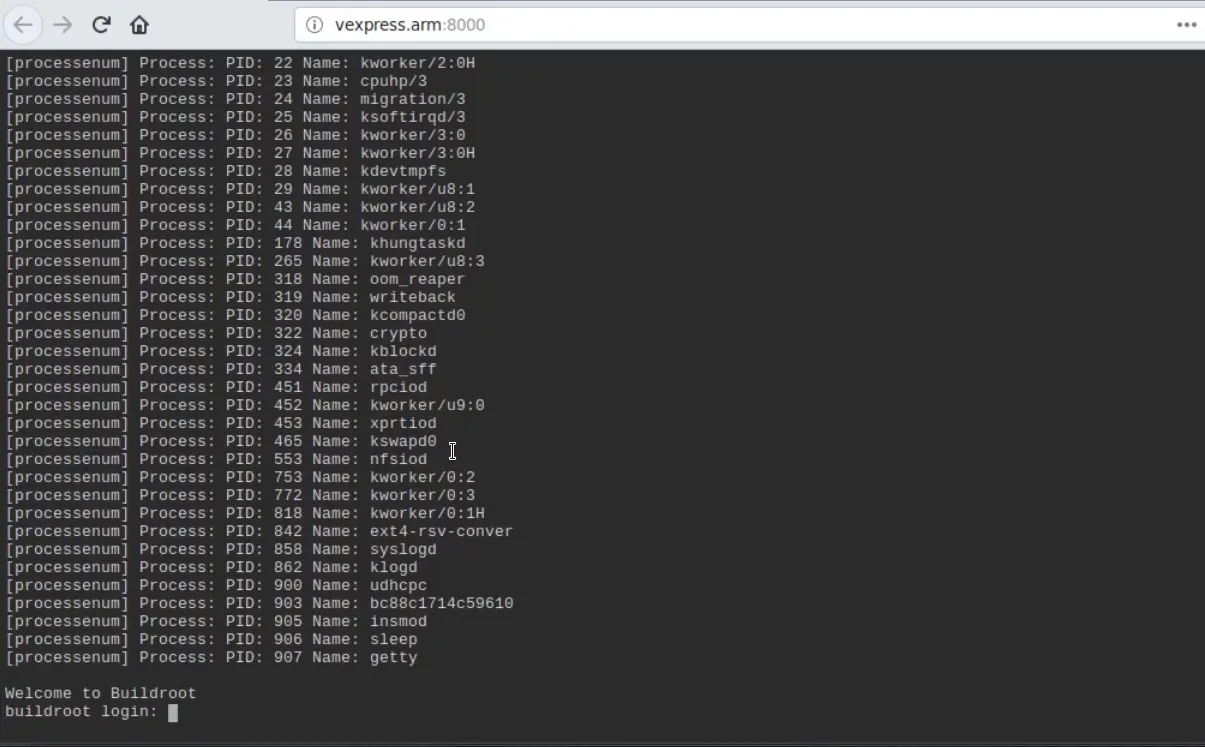 vexpress.arm:8000
[processenum] Process: PID: 22 Name: kworker/2:0H
[processenum] Process: PID: 23 Name: cpuhp/3
[processenum] Process: PID: 24 Name: migration/3
[processenum] Process: PID: 25 Name: ksoftirqd/3
[processenum] Process: PID: 26 Name: kworker/3:0
[processenum] Process: PID: 27 Name: kworker/3:0H
[processenum] Process: PID: 28 Name: kdevtmpfs
[processenum] Process: PID: 29 Name: kworker/u8:1
[processenum] Process: PID: 43 Name: kworker/u8:2
[processenum] Process: PID: 44 Name: kworker/0:1
[processenum] Process: PID: 178 Name: khungtaskd
[processenum] Process: PID: 265 Name: kworker/u8:3
[processenum] Process: PID: 318 Name: oom_reaper
[processenum] Process: PID: 319 Name: writeback
[processenum] Process: PID: 320 Name: kcompactd0
[processenum] Process: PID: 322 Name: crypto
[processenum] Process: PID: 324 Name: kblockd
[processenum] Process: PID: 334 Name: ata_sff
[processenum] Process: PID: 451 Name: rpciod
[processenum] Process: PID: 452 Name: kworker/u9:0
[processenum] Process: PID: 453 Name: xprtiod
[processenum] Process: PID: 465 Name: kswapd0
[processenum] Process: PID: 553 Name: nfsiod
[processenum] Process: PID: 753 Name: kworker/0:2
[processenum] Process: PID: 772 Name: kworker/0:3
[processenum] Process: PID: 818 Name: kworker/0:1H
[processenum] Process: PID: 842 Name: ext4-rsv-conver
[processenum] Process: PID: 858 Name: syslogd
[processenum] Process: PID: 862 Name: klogd
[processenum] Process: PID: 900 Name: udhcpc
[processenum] Process: PID: 903 Name: bc88c1714c59610
[processenum] Process: PID: 905 Name: insmod
[processenum] Process: PID: 906 Name: sleep
[processenum] Process: PID: 907 Name: getty
Welcome to Buildroot
buildroot login: